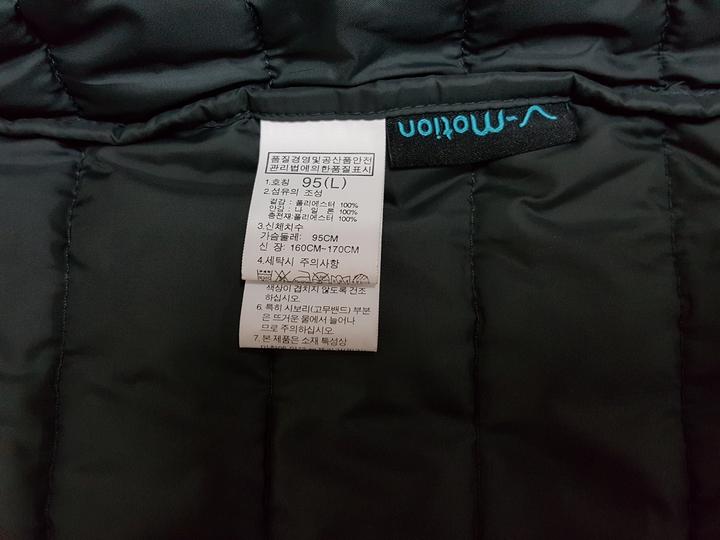 V-Motion
품질경영및공산품안전
관리법에의한품질표시
1.호칭 95(L)
2.섬유의 조성
겉감 : 폴리에스터 100%
안감 : 나 일 론 100%
충전재:폴리에스터 100%
3.신체치수
가슴둘레: 95CM
신 장: 160CM~170CM
4.세탁시 주의사항
색상이 겹치지 않도록 건조
하십시오.
6. 특히 시보리(고무밴드) 부분
은 뜨거운 물에서 늘어나
므로 주의하십시오.
7. 본 제품은 소재 특성상